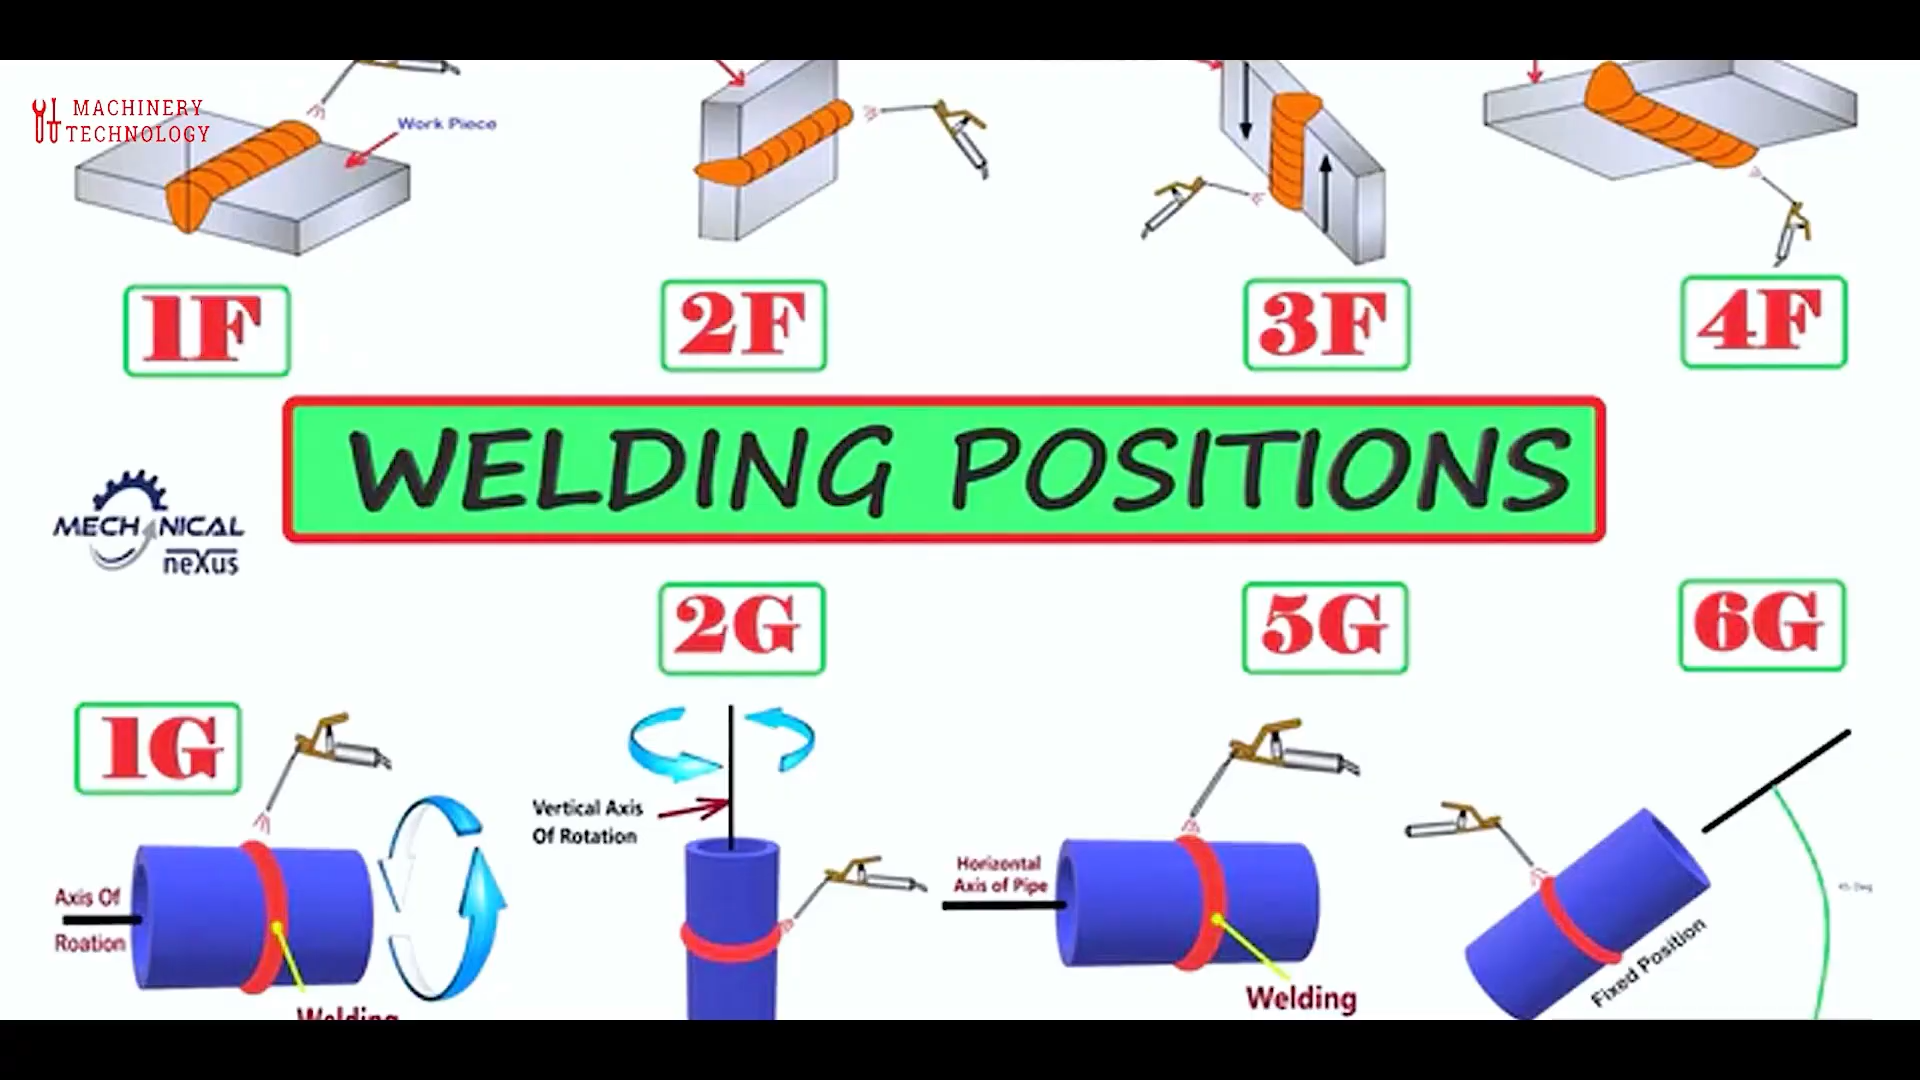 MACHINERY
TECHNOLOGY
Work Piece
1F
2F
3F
4F
WELDING POSITIONS
MECHANICAL
neXus
2G
5G
6G
1G
Vertical Axis
Of Rotation
Horizontal
Axis of Pipe
Axis Of
Roation
Fixed Position
Welding
Welding